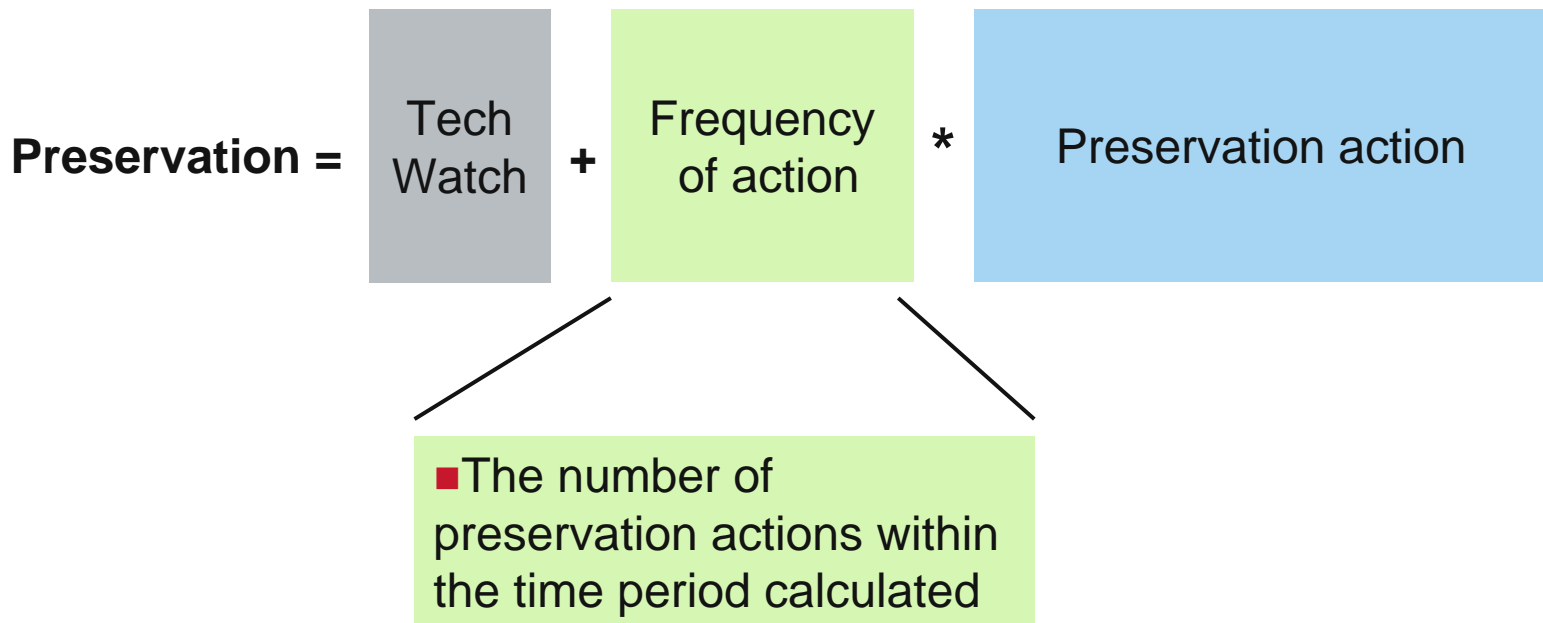 Preservation = Tech Watch + Frequency of action * Preservation action
■The number of
preservation actions within
the time period calculated